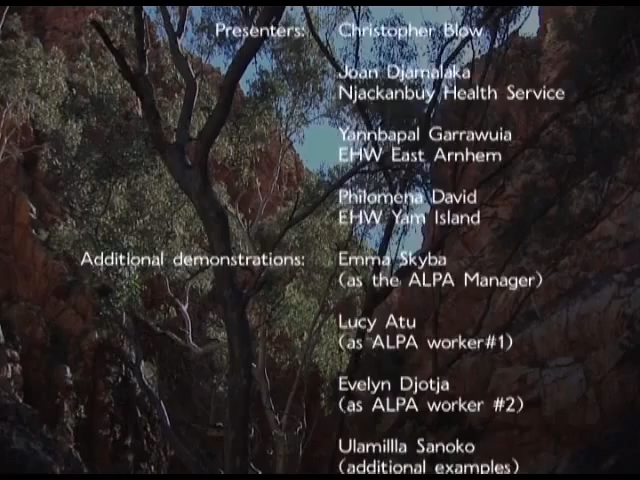 Presenters: Christopher Blow
Joan Djamalaka
Njackanbuy Health Service
Yannbapal Garrawuia
EHW East Arnhem
Philomena David
EHW Yam Island
Additional demonstrations: Emma Skyba
(as the ALPA Manager)
Lucy Atu
(as ALPA worker#1)
Evelyn Djotja
(as ALPA worker #2)
Ulamillla Sanoko
(additional examples)